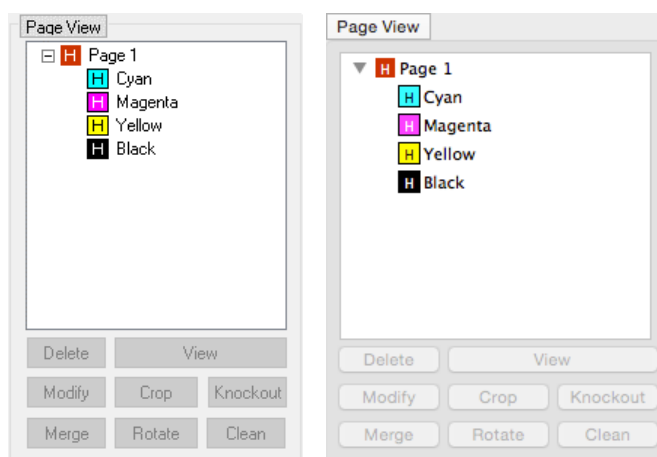 Page View
H Page 1
H Cyan
H Magenta
H Yellow
H Black
Delete View
Modify Crop Knockout
Merge Rotate Clean
Page View
H Page 1
H Cyan
H Magenta
H Yellow
H Black
Delete View
Modify Crop Knockout
Merge Rotate Clean